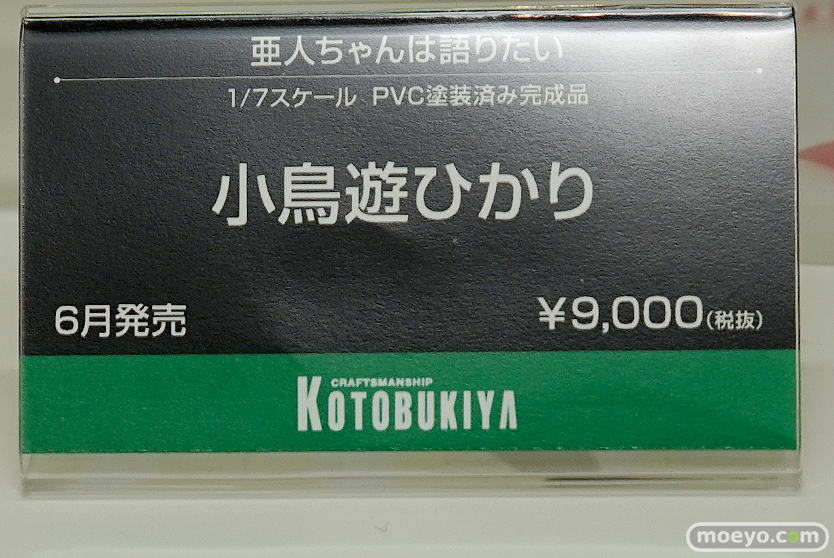 亜人ちゃんは語りたい
1/7スケール PVC塗装済み完成品
小鳥遊ひかり
6月発売
¥9,000(税抜)
CRAFTSMANSHIP
KOTOBUKIYA
moeyo.com